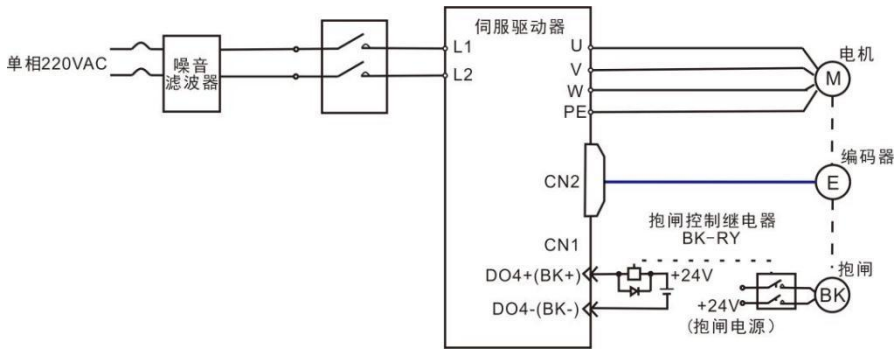 伺服驱动器
单相220VAC
噪音
滤波器
L1
L2
U
V
W
PE
电机
M
CN2
编码器
E
CN1
抱闸控制继电器
BK-RY
DO4+(BK+)
+24V
DO4-(BK-)
抱闸
BK
+24V
(抱闸电源)